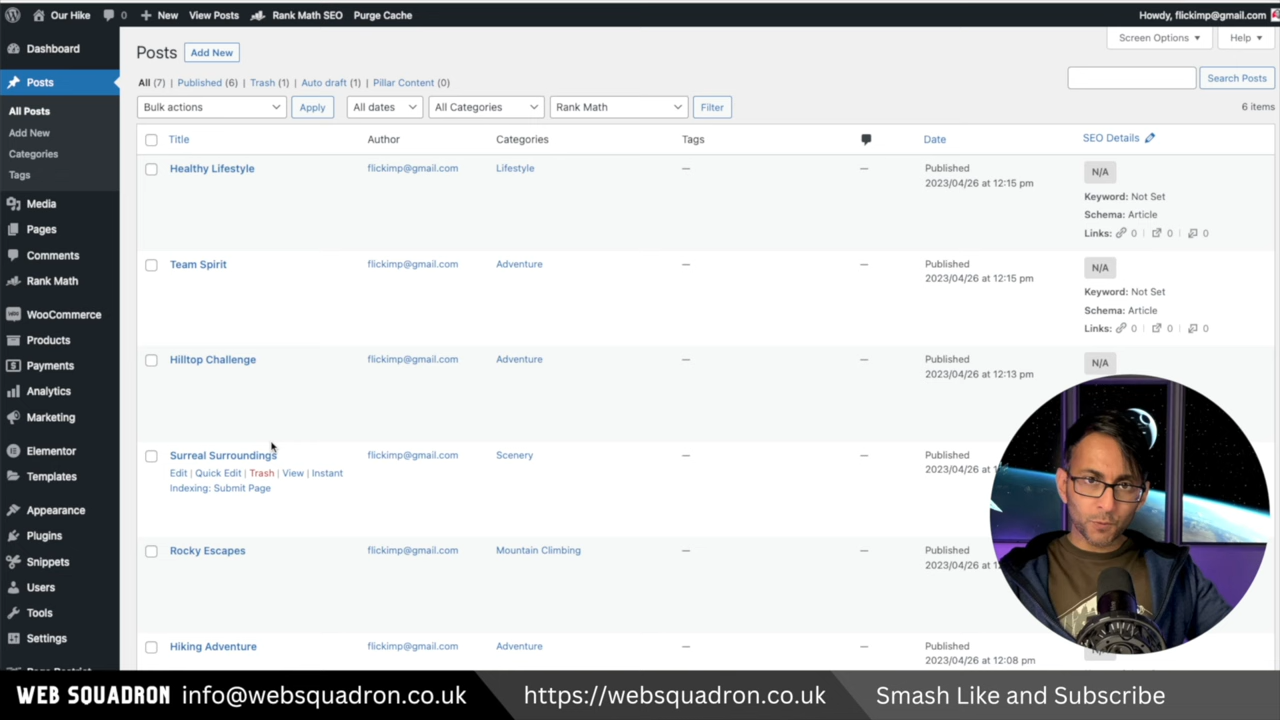 Our Hike 0 New View Posts Rank Math SEO Purge Cache Howdy, flickimp@gmail.com
Screen Options Help
Dashboard
Posts
All Posts
Add New
Categories
Tags
Media
Pages
Comments
Rank Math
WooCommerce
Products
Payments
Analytics
Marketing
Elementor
Templates
Appearance
Plugins
Snippets
Users
Tools
Settings
Posts Add New
All (7) | Published (6) | Trash (1) | Auto draft (1) | Pillar Content (0)
Search Posts
Bulk actions Apply All dates All Categories Rank Math Filter 6 items
Title Author Categories Tags Date SEO Details
Healthy Lifestyle flickimp@gmail.com Lifestyle — — Published
2023/04/26 at 12:15 pm
N/A
Keyword: Not Set
Schema: Article
Links: 0 | 0 | 0
Team Spirit flickimp@gmail.com Adventure — — Published
2023/04/26 at 12:15 pm
N/A
Keyword: Not Set
Schema: Article
Links: 0 | 0 | 0
Hilltop Challenge flickimp@gmail.com Adventure — — Published
2023/04/26 at 12:13 pm
N/A
Surreal Surroundings flickimp@gmail.com Scenery — — Published
Edit | Quick Edit | Trash | View | Instant
Indexing: Submit Page
2023/04/26 at
Rocky Escapes flickimp@gmail.com Mountain Climbing — — Published
2023/04/26 at
Hiking Adventure flickimp@gmail.com Adventure — — Published
2023/04/26 at 12:08 pm
WEB SQUADRON info@websquadron.co.uk https://websquadron.co.uk Smash Like and Subscribe